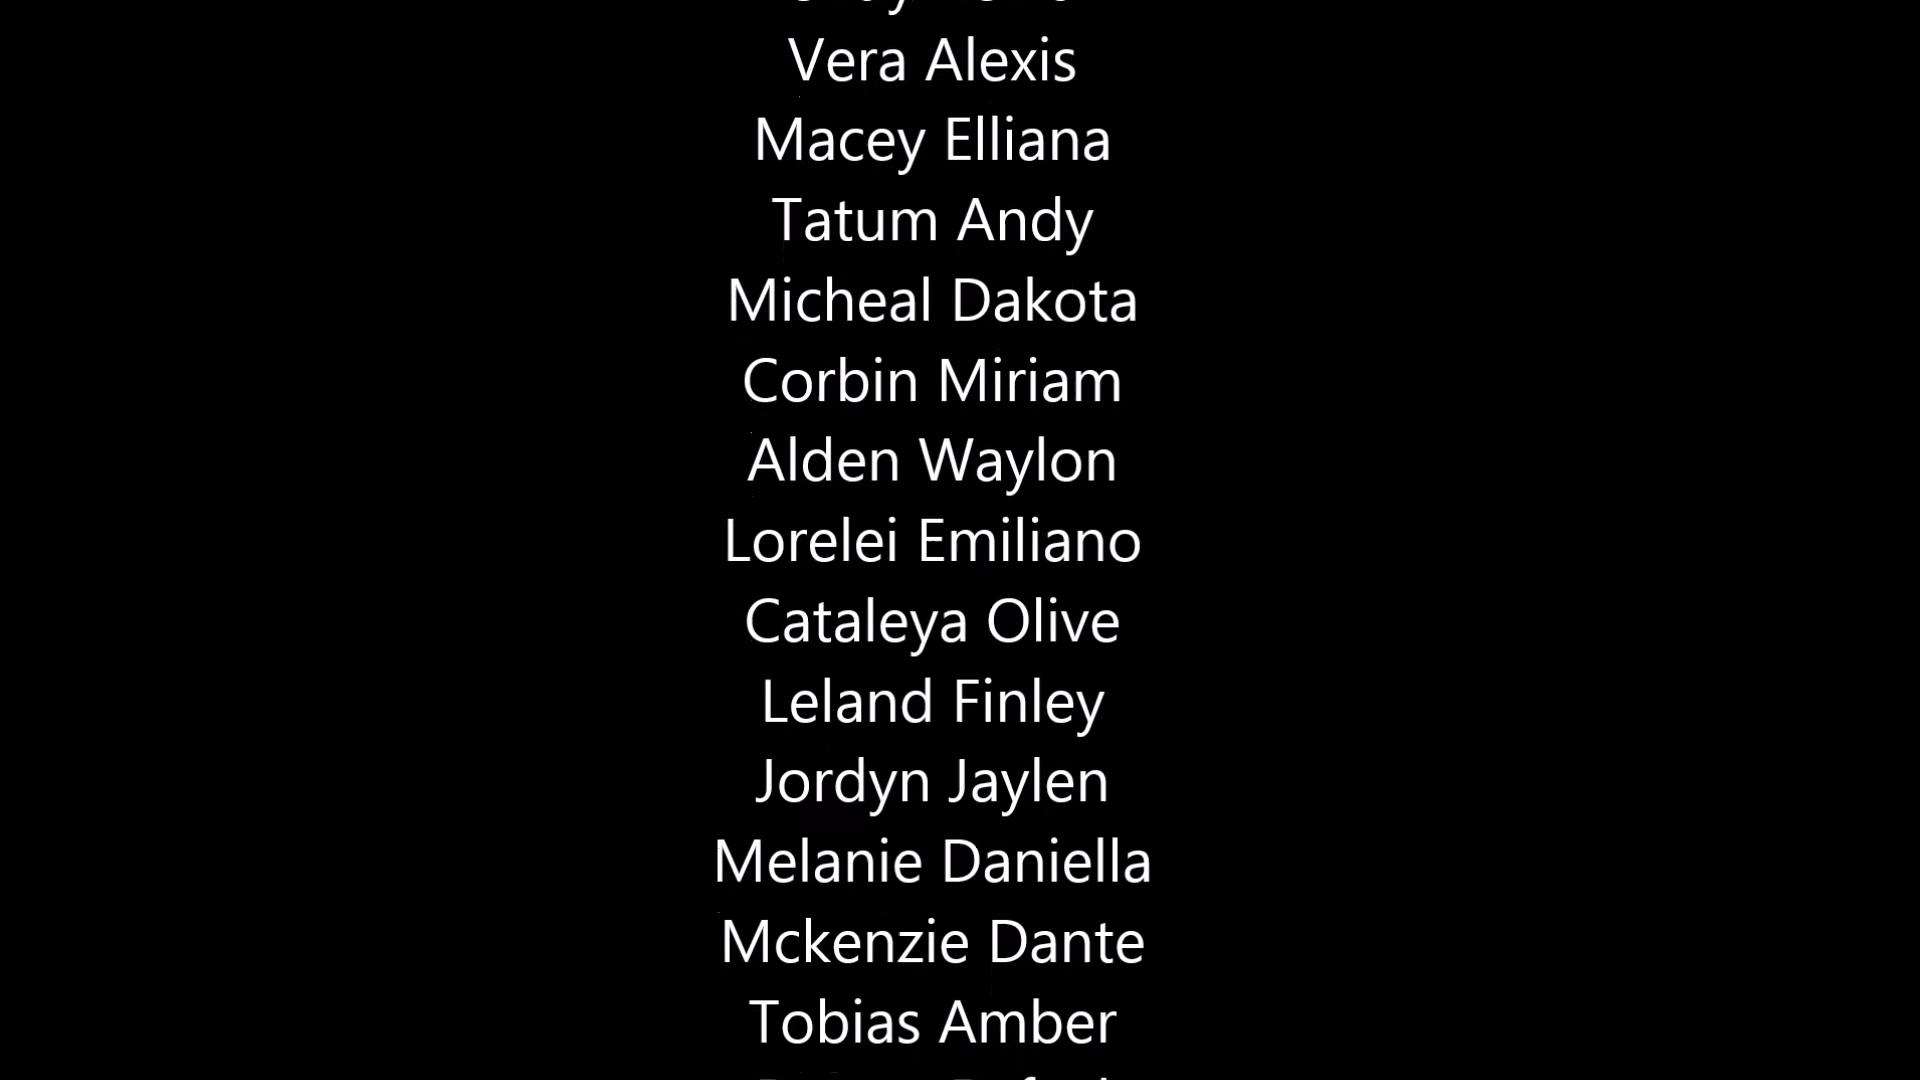 Vera Alexis
Macey Elliana
Tatum Andy
Micheal Dakota
Corbin Miriam
Alden Waylon
Lorelei Emiliano
Cataleya Olive
Leland Finley
Jordyn Jaylen
Melanie Daniella
Mckenzie Dante
Tobias Amber